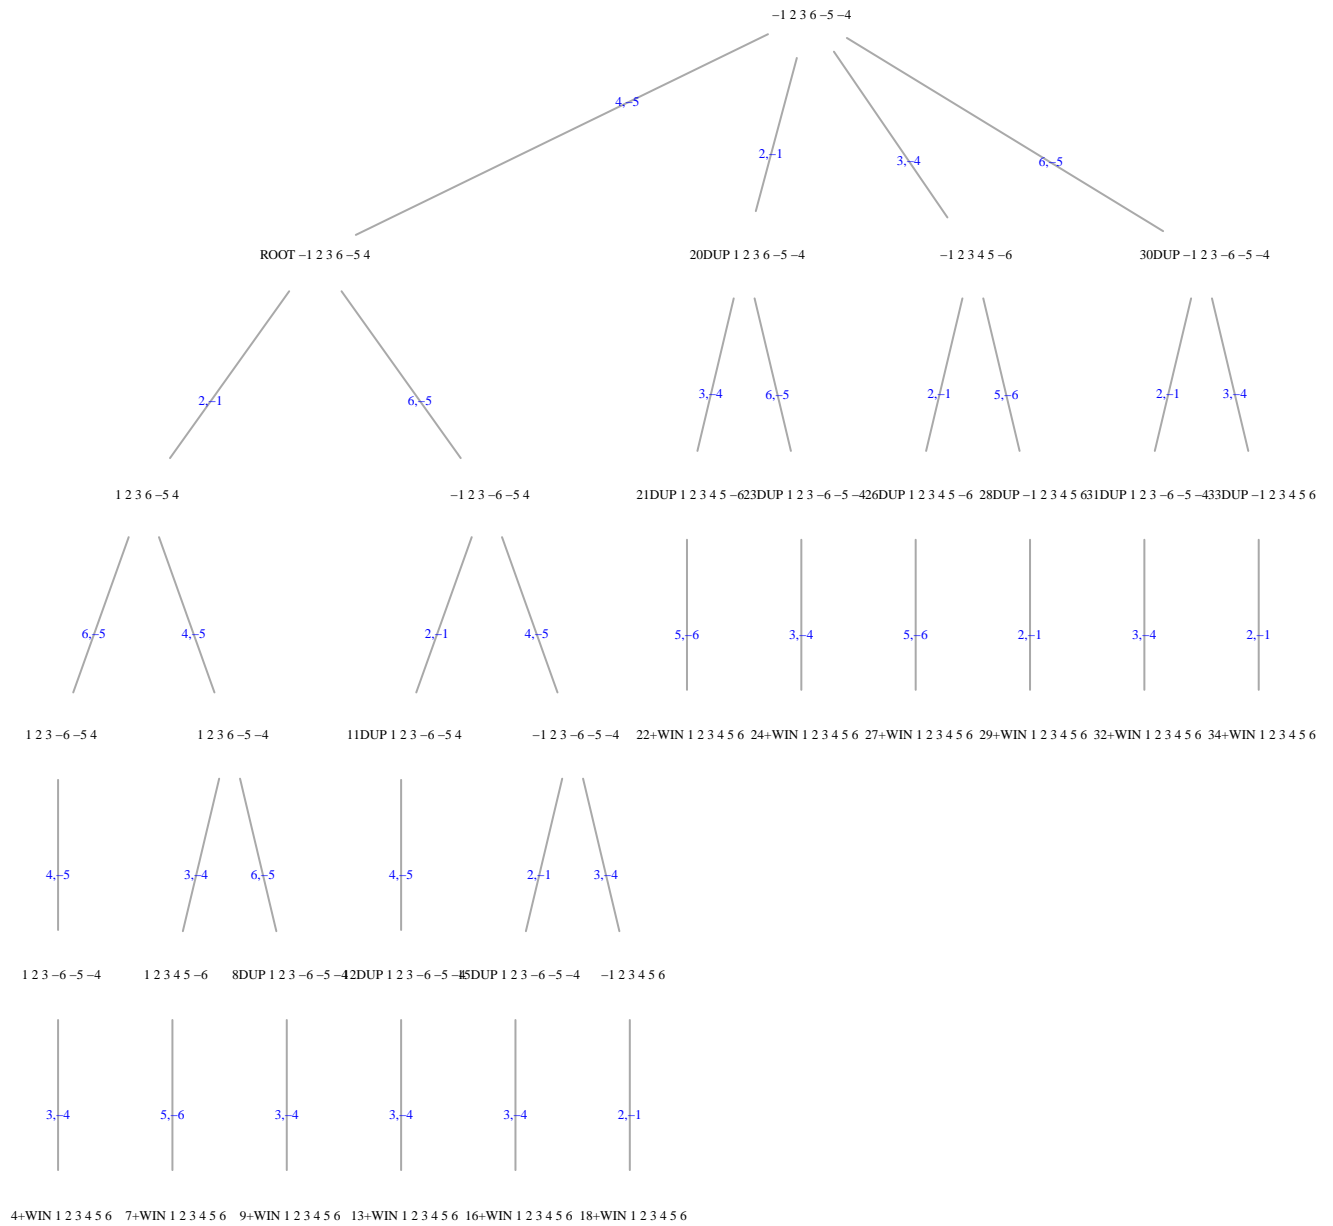 −1 2 3 6 −5 −4
4,−5
2,−1
3,−4
6,−5
ROOT −1 2 3 6 −5 4
20DUP 1 2 3 6 −5 −4
−1 2 3 4 5 −6
30DUP −1 2 3 −6 −5 −4
2,−1
6,−5
3,−4
6,−5
2,−1
5,−6
2,−1
3,−4
1 2 3 6 −5 4
−1 2 3 −6 −5 4
21DUP 1 2 3 4 5 −6
23DUP 1 2 3 −6 −5 −4
26DUP 1 2 3 4 5 −6
28DUP −1 2 3 4 5 6
31DUP 1 2 3 −6 −5 −4
33DUP −1 2 3 4 5 6
6,−5
4,−5
2,−1
4,−5
5,−6
3,−4
5,−6
2,−1
3,−4
2,−1
1 2 3 −6 −5 4
1 2 3 6 −5 −4
11DUP 1 2 3 −6 −5 4
−1 2 3 −6 −5 −4
22+WIN 1 2 3 4 5 6
24+WIN 1 2 3 4 5 6
27+WIN 1 2 3 4 5 6
29+WIN 1 2 3 4 5 6
32+WIN 1 2 3 4 5 6
34+WIN 1 2 3 4 5 6
4,−5
3,−4
6,−5
4,−5
2,−1
3,−4
1 2 3 −6 −5 −4
1 2 3 4 5 −6
8DUP 1 2 3 −6 −5 −4
12DUP 1 2 3 −6 −5 −4
15DUP 1 2 3 −6 −5 −4
−1 2 3 4 5 6
3,−4
5,−6
3,−4
3,−4
3,−4
2,−1
4+WIN 1 2 3 4 5 6
7+WIN 1 2 3 4 5 6
9+WIN 1 2 3 4 5 6
13+WIN 1 2 3 4 5 6
16+WIN 1 2 3 4 5 6
18+WIN 1 2 3 4 5 6